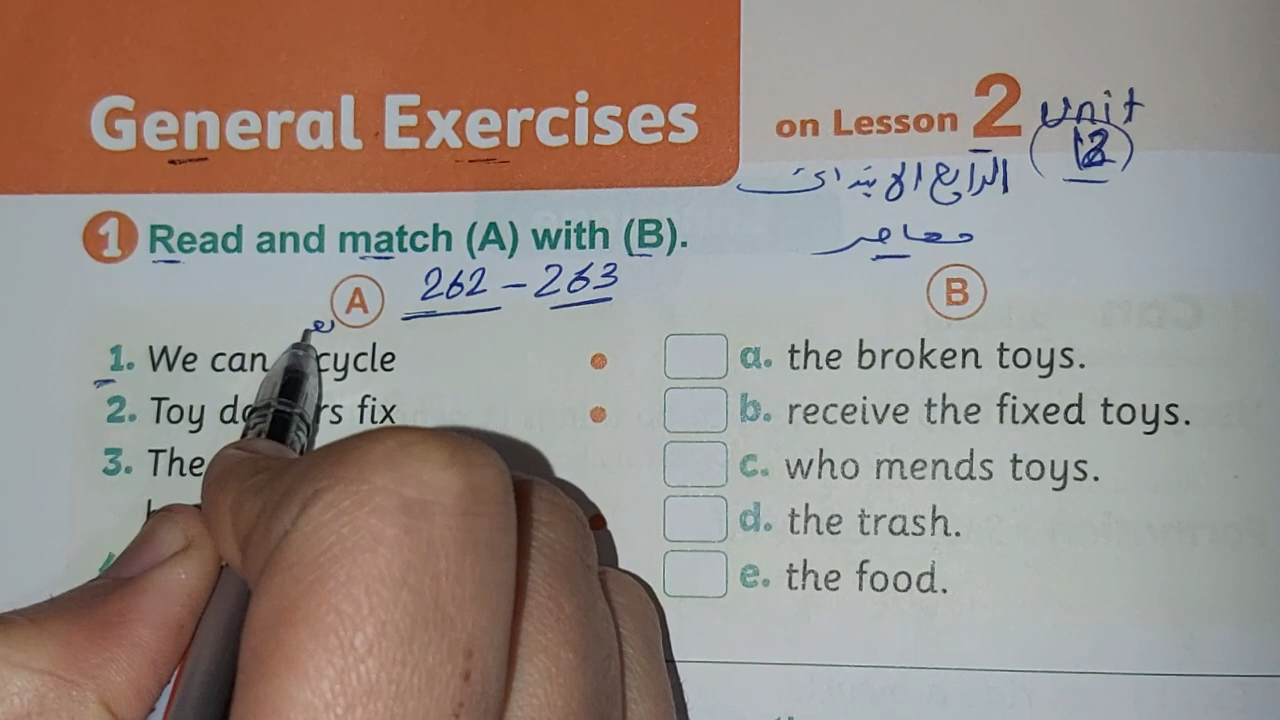 General Exercises
on Lesson 2 Unit
الرابع الابتدائى
معاصر
1 Read and match (A) with (B).
A 262 - 263
B
1. We can cycle
a. the broken toys.
2. Toy do rs fix
b. receive the fixed toys.
3. The
c. who mends toys.
d. the trash.
e. the food.